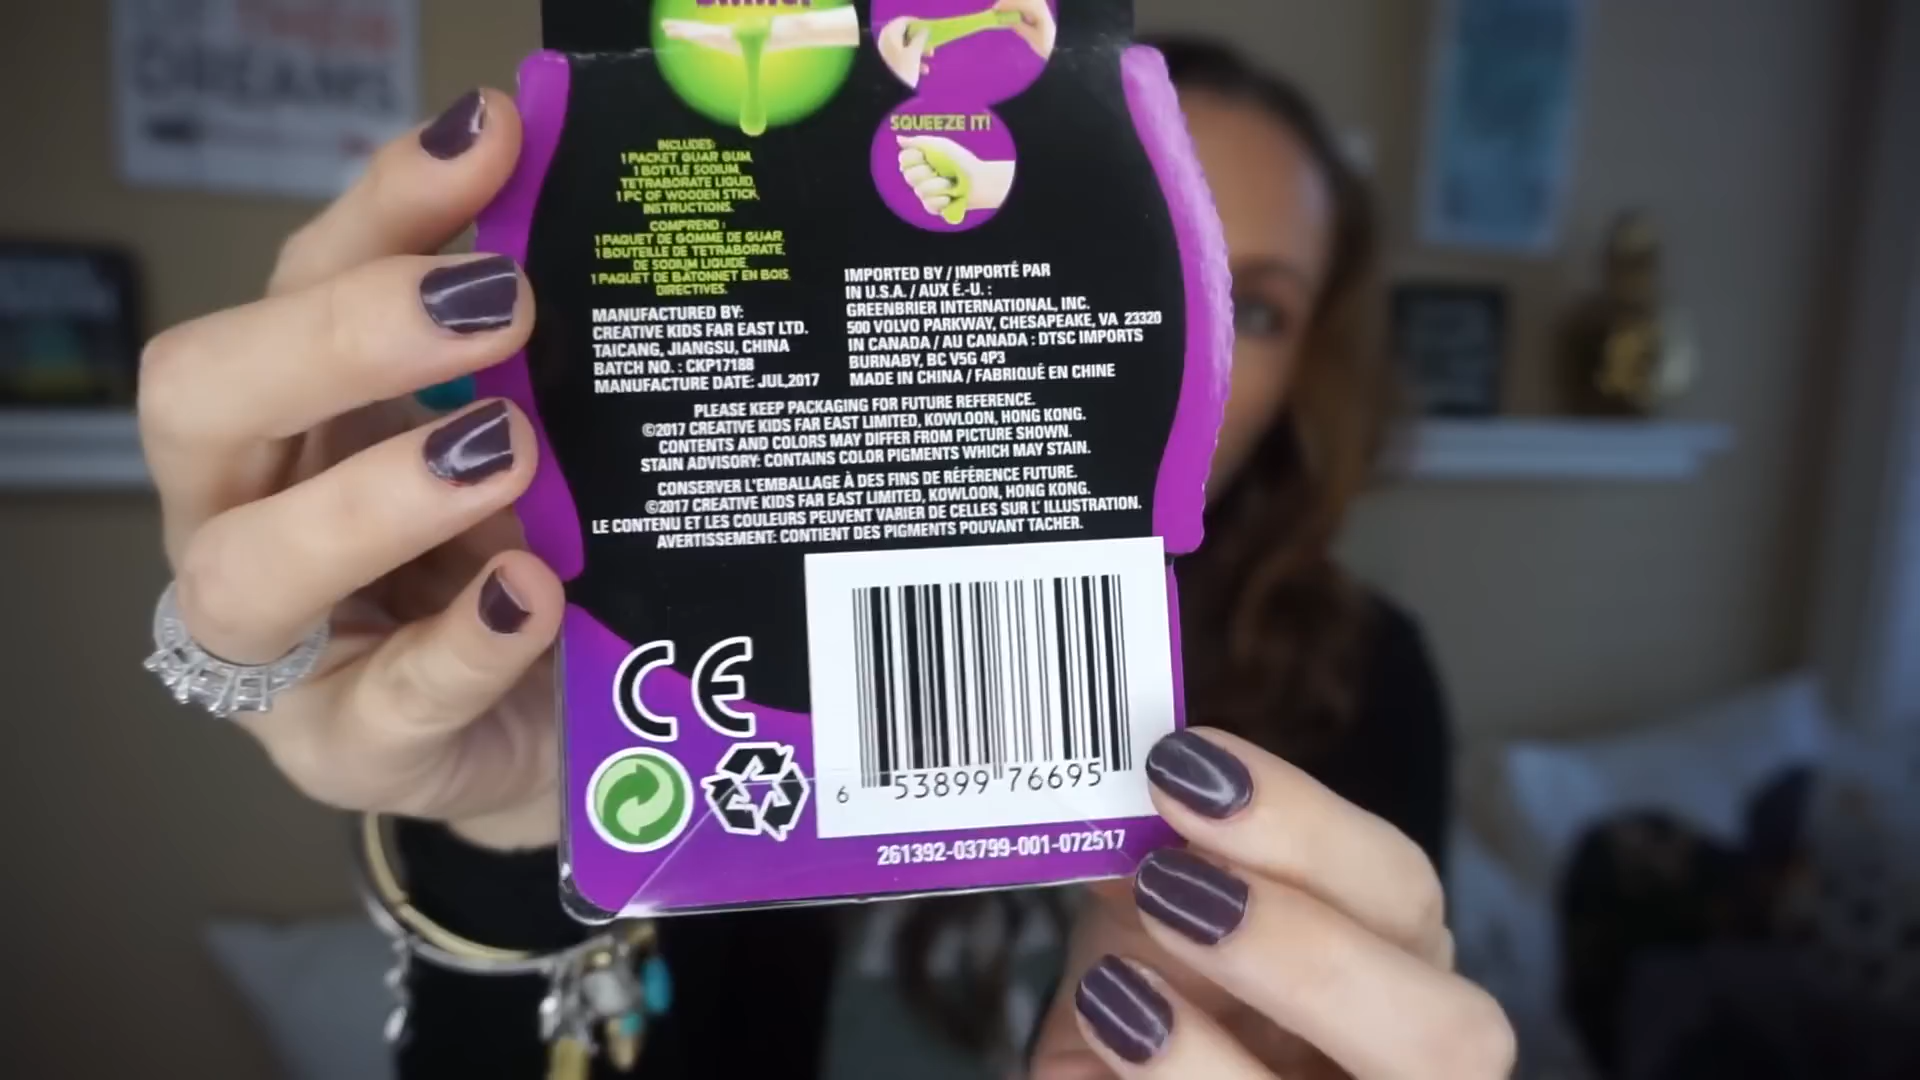 DREAMS
SQUEEZE IT!
INCLUDES:
1 PACKET GUAR GUM,
1 BOTTLE SODIUM
TETRABORATE LIQUID,
1 PC OF WOODEN STICK,
INSTRUCTIONS.
COMPREND :
1 PAQUET DE GOMME DE GUAR,
1 BOUTEILLE DE TETRABORATE,
DE SODIUM LIQUIDE,
1 PAQUET DE BÂTONNET EN BOIS,
DIRECTIVES.
MANUFACTURED BY:
CREATIVE KIDS FAR EAST LTD.
TAICANG, JIANGSU, CHINA
BATCH NO. : CKP17188
MANUFACTURE DATE: JUL,2017
IMPORTED BY / IMPORTÉ PAR
IN U.S.A. / AUX É.-U. :
GREENBRIER INTERNATIONAL, INC.
500 VOLVO PARKWAY, CHESAPEAKE, VA 23320
IN CANADA / AU CANADA : DTSC IMPORTS
BURNABY, BC V5G 4P3
MADE IN CHINA / FABRIQUÉ EN CHINE
PLEASE KEEP PACKAGING FOR FUTURE REFERENCE.
©2017 CREATIVE KIDS FAR EAST LIMITED, KOWLOON, HONG KONG.
CONTENTS AND COLORS MAY DIFFER FROM PICTURE SHOWN.
STAIN ADVISORY: CONTAINS COLOR PIGMENTS WHICH MAY STAIN.
CONSERVER L'EMBALLAGE À DES FINS DE RÉFÉRENCE FUTURE.
©2017 CREATIVE KIDS FAR EAST LIMITED, KOWLOON, HONG KONG.
LE CONTENU ET LES COULEURS PEUVENT VARIER DE CELLES SUR L' ILLUSTRATION.
AVERTISSEMENT: CONTIENT DES PIGMENTS POUVANT TACHER.
CE
6 53899 76695
261392-03799-001-072517